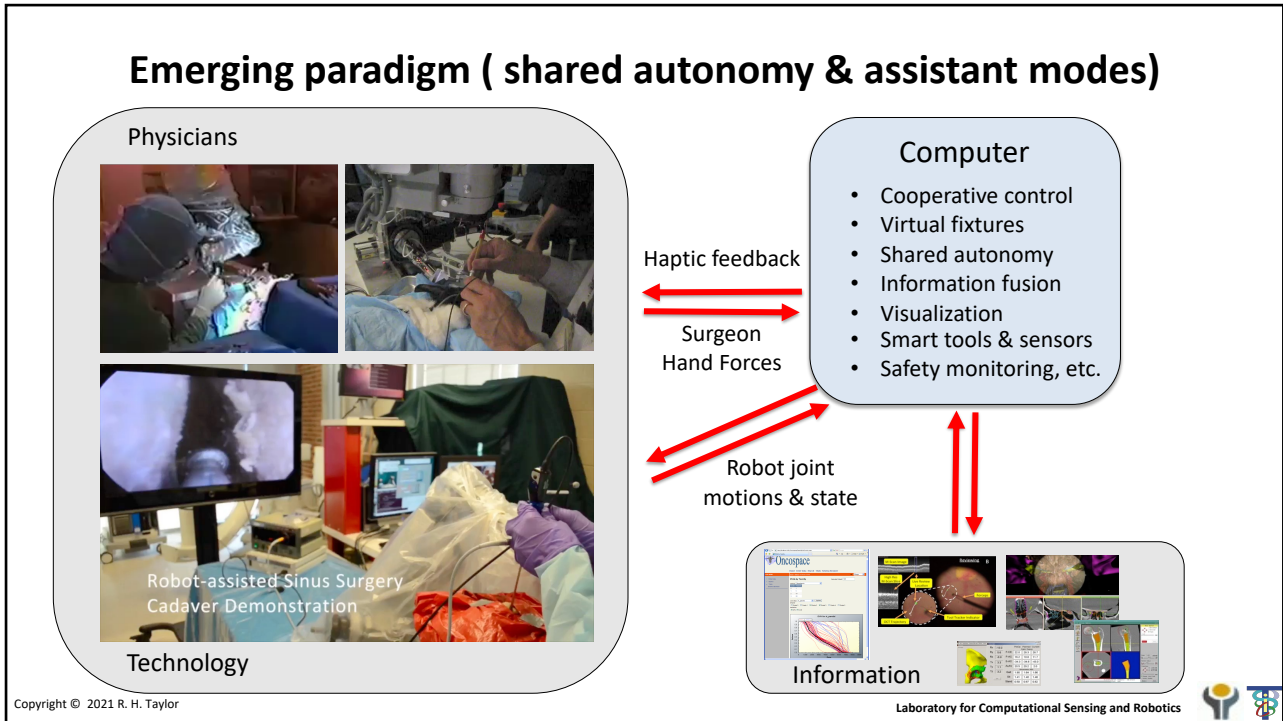 Emerging paradigm ( shared autonomy & assistant modes)
Physicians
Robot-assisted Sinus Surgery
Cadaver Demonstration
Technology
Haptic feedback
Surgeon
Hand Forces
Robot joint
motions & state
Computer
• Cooperative control
• Virtual fixtures
• Shared autonomy
• Information fusion
• Visualization
• Smart tools & sensors
• Safety monitoring, etc.
Oncospace
Information
Copyright © 2021 R. H. Taylor
Laboratory for Computational Sensing and Robotics